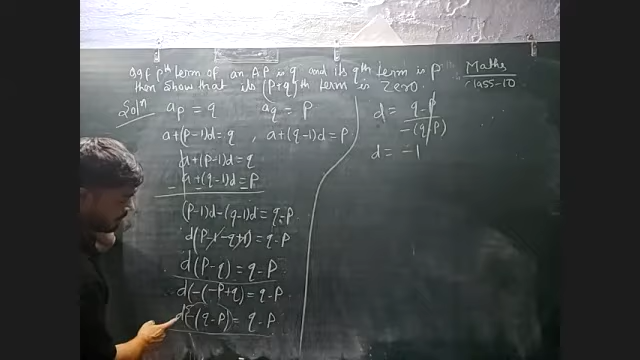 Q If pth term of an A.P is q and its qth term is P
then show that its (P+q)th term is Zero.
Maths
Class-10
Soln
ap = q
aq = P
a+(P-1)d=q , a+(q-1)d=P
a+(P-1)d=q
- a+(q-1)d=P
(P-1)d-(q-1)d=q-P
d(P-1-q+1)=q-P
d(P-q)=q-P
d(-(-P+q)=q-P
d(-(q-P)=q-P
d= q-P
-(q-P)
d= -1